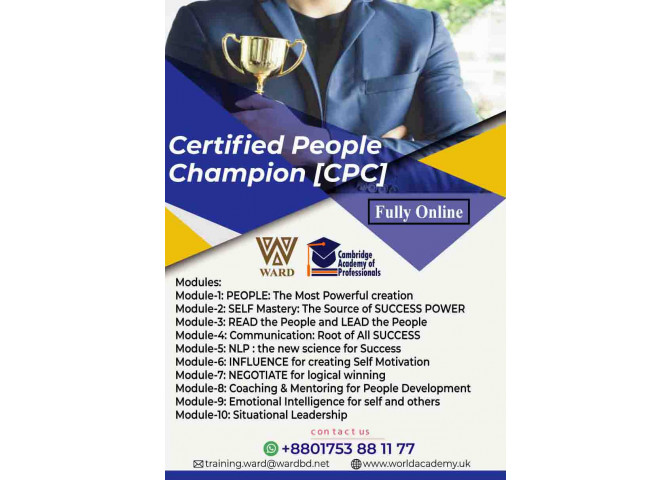 Certified People
Champion [CPC]
Fully Online
WARD
Cambridge
Academy of
Professionals
Modules:
Module-1: PEOPLE: The Most Powerful creation
Module-2: SELF Mastery: The Source of SUCCESS POWER
Module-3: READ the People and LEAD the People
Module-4: Communication: Root of All SUCCESS
Module-5: NLP : the new science for Success
Module-6: INFLUENCE for creating Self Motivation
Module-7: NEGOTIATE for logical winning
Module-8: Coaching & Mentoring for People Development
Module-9: Emotional Intelligence for self and others
Module-10: Situational Leadership
contact us
+8801753 88 11 77
training.ward@wardbd.net www.worldacademy.uk